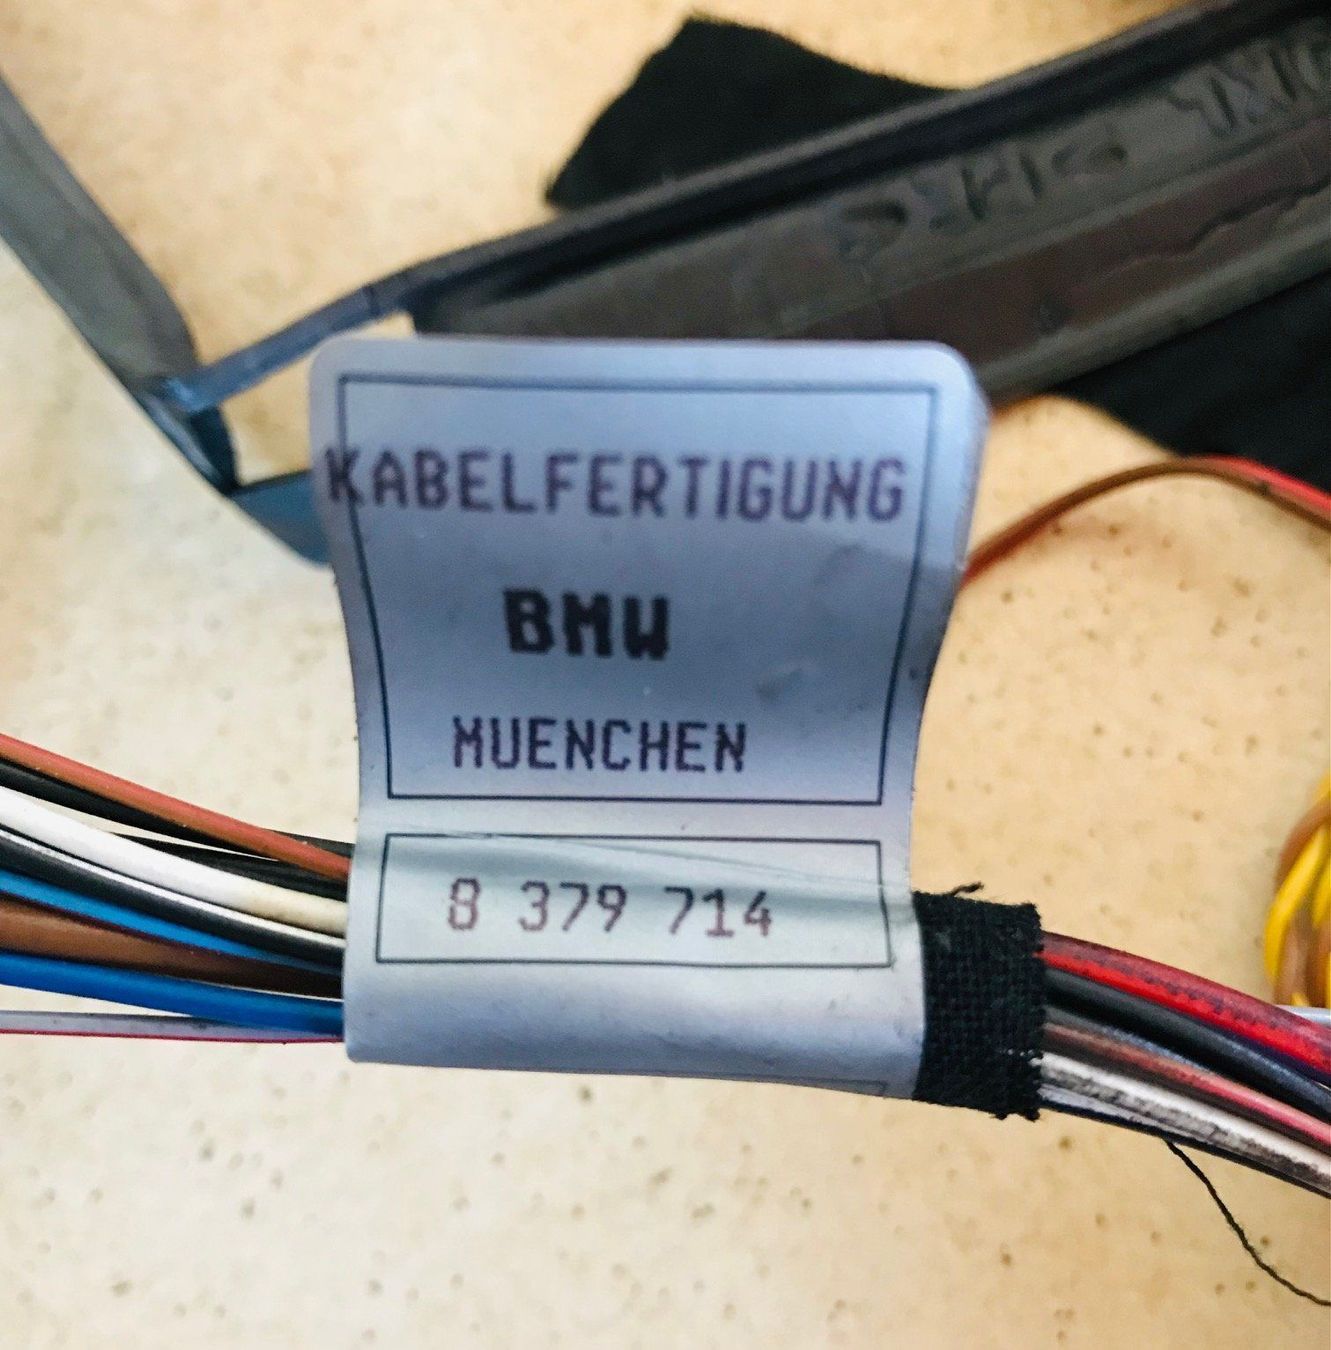 KABELFERTIGUNG
BMW
MUENCHEN
8 379 714